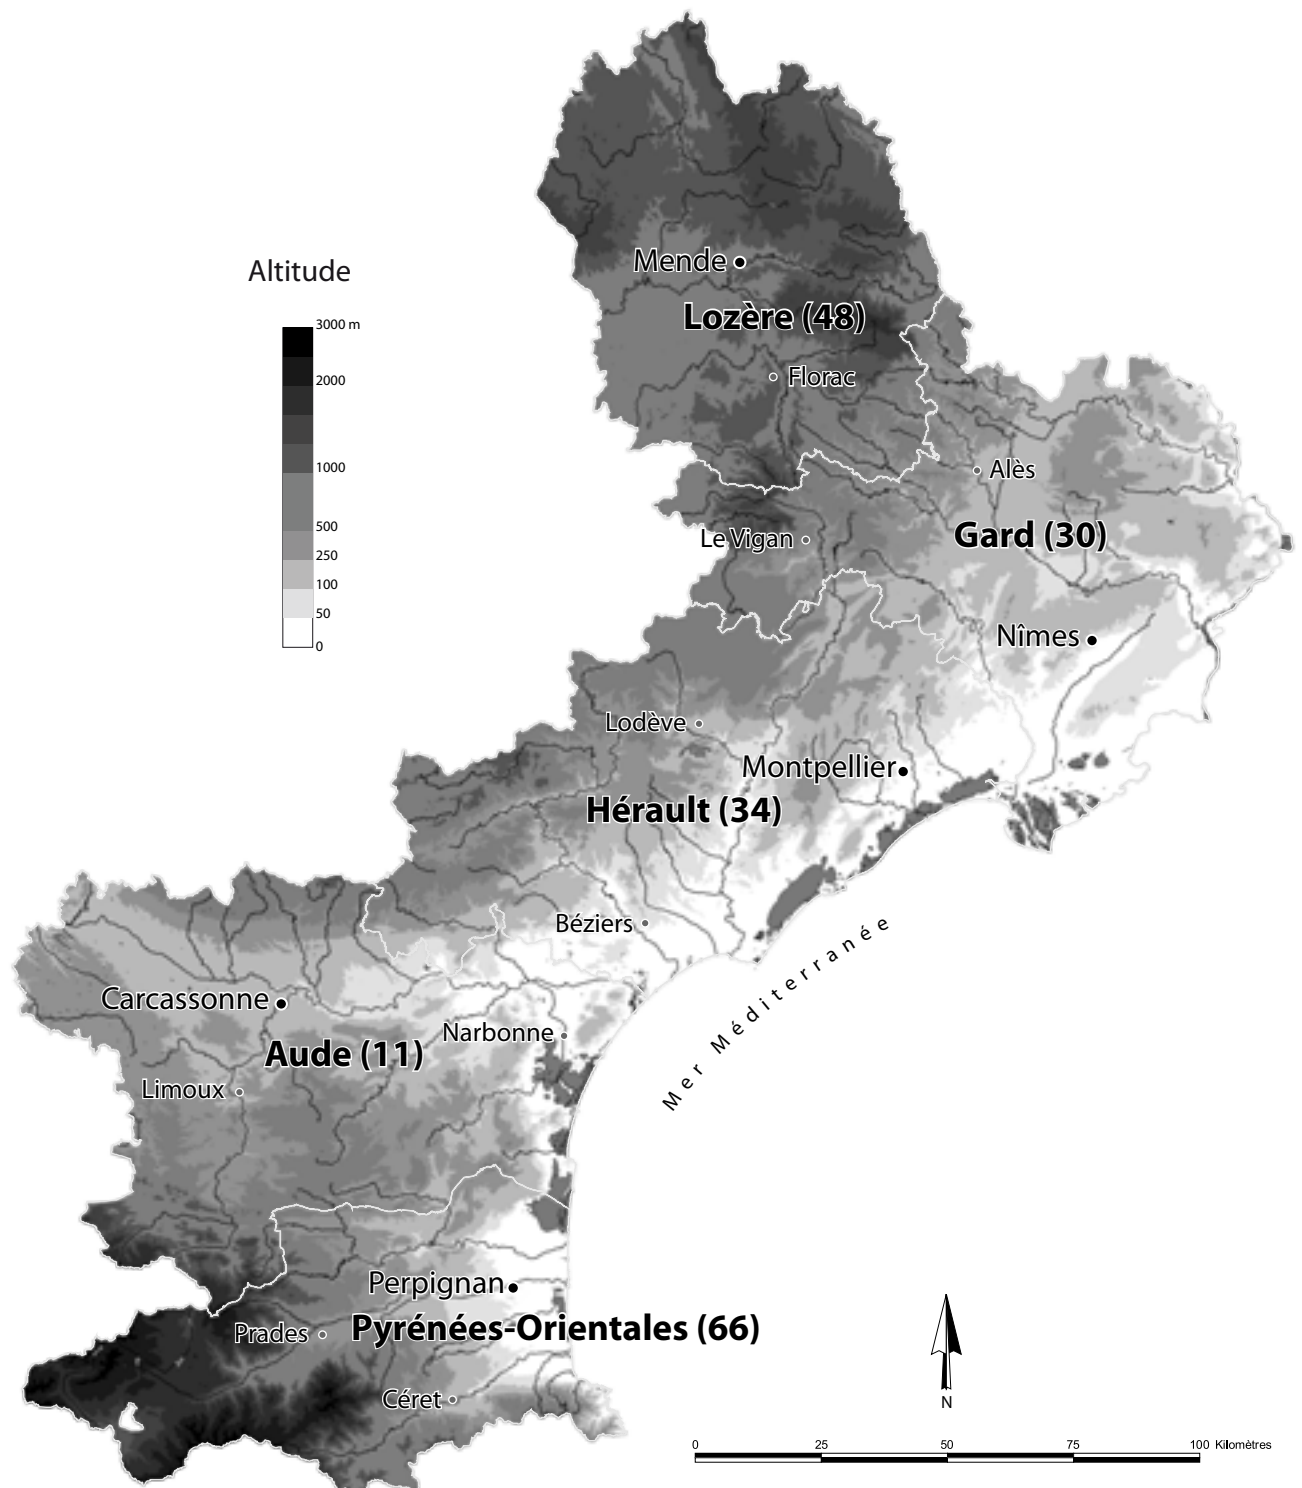 Altitude
3000 m
2000
1000
500
250
100
50
0
Mende
Lozère (48)
Florac
Alès
Gard (30)
Le Vigan
Nîmes
Lodève
Montpellier
Hérault (34)
Béziers
Mer Méditerranée
Carcassonne
Narbonne
Aude (11)
Limoux
Perpignan
Prades
Pyrénées-Orientales (66)
Céret
N
0 25 50 75 100 Kilomètres